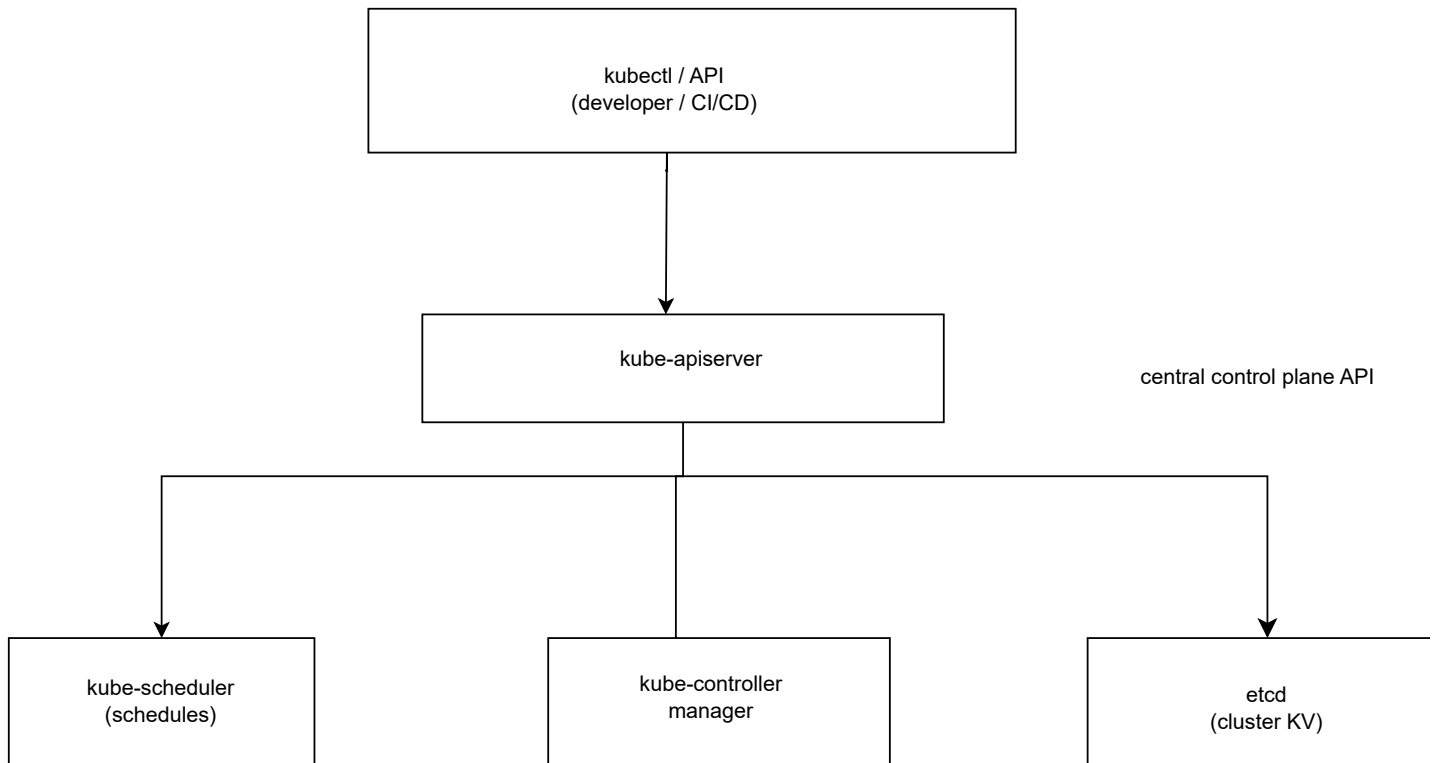 kubectl / API
(developer / CI/CD)
kube-apiserver
central control plane API
kube-scheduler
(schedules)
kube-controller
manager
etcd
(cluster KV)